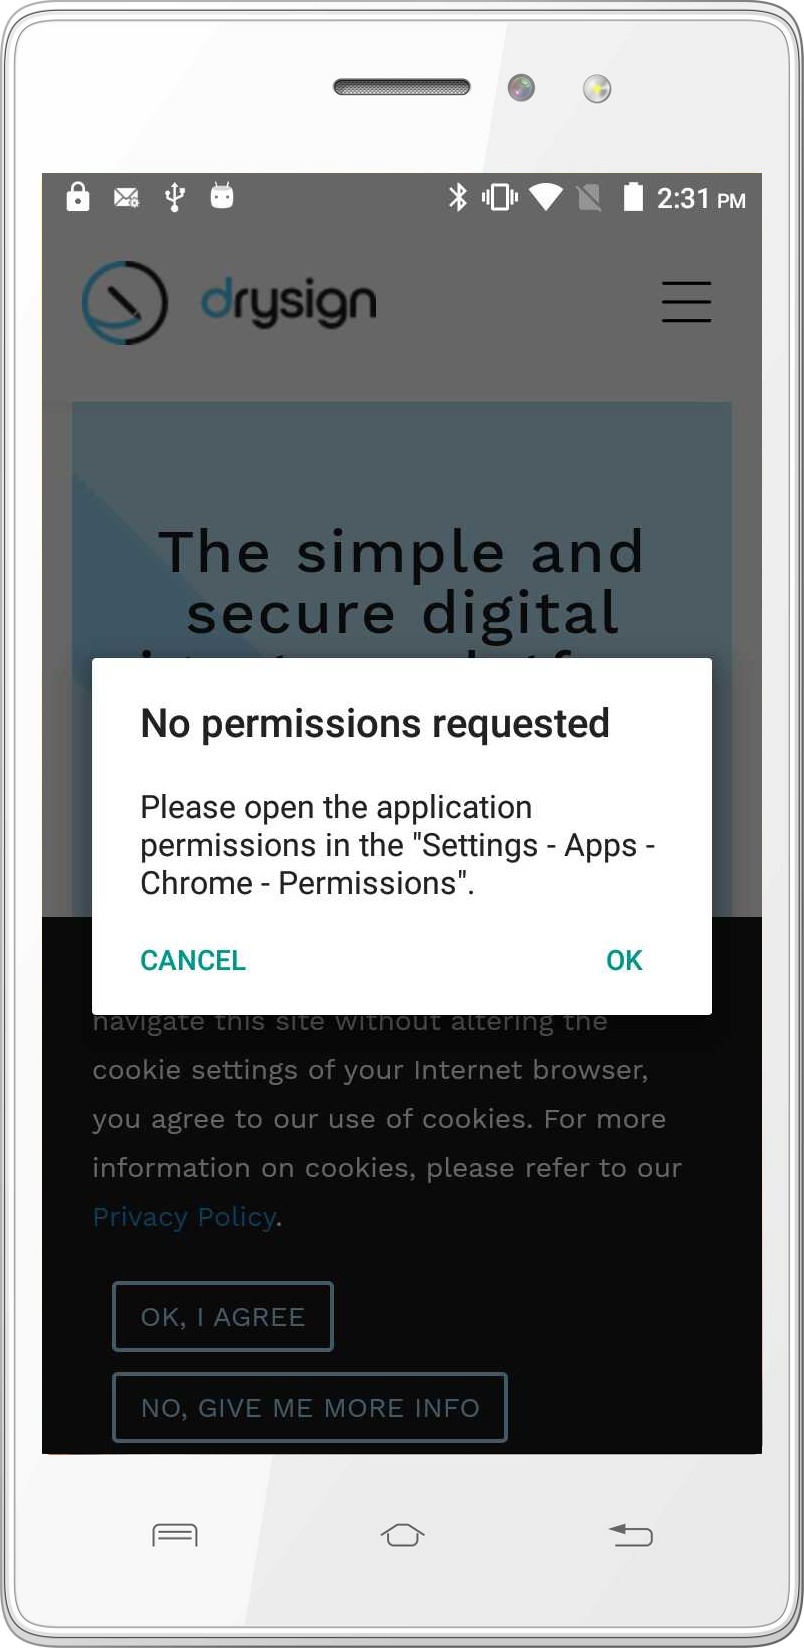 2:31 PM
drysign
The simple and
secure digital
No permissions requested
Please open the application
permissions in the "Settings - Apps -
Chrome - Permissions".
CANCEL OK
navigate this site without altering the
cookie settings of your Internet browser,
you agree to our use of cookies. For more
information on cookies, please refer to our
Privacy Policy.
OK, I AGREE
NO, GIVE ME MORE INFO